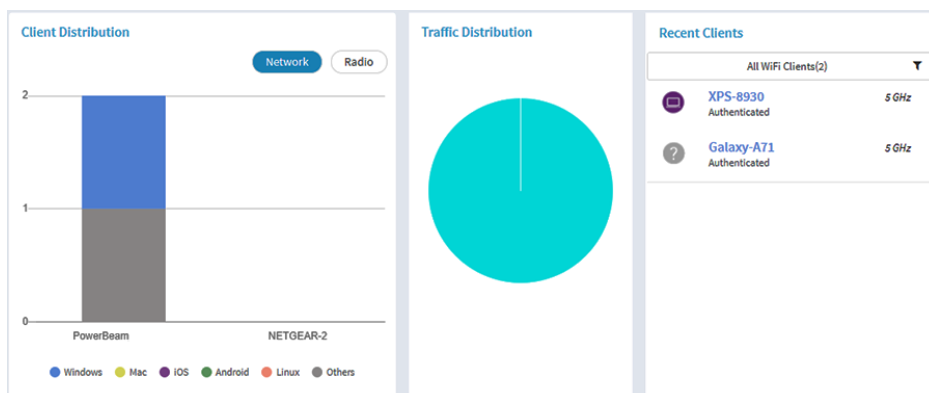 Client Distribution
Network Radio
2
1
0
PowerBeam NETGEAR-2
Windows Mac iOS Android Linux Others
Traffic Distribution
Recent Clients
All WiFi Clients(2)
XPS-8930 5 GHz
Authenticated
? Galaxy-A71 5 GHz
Authenticated